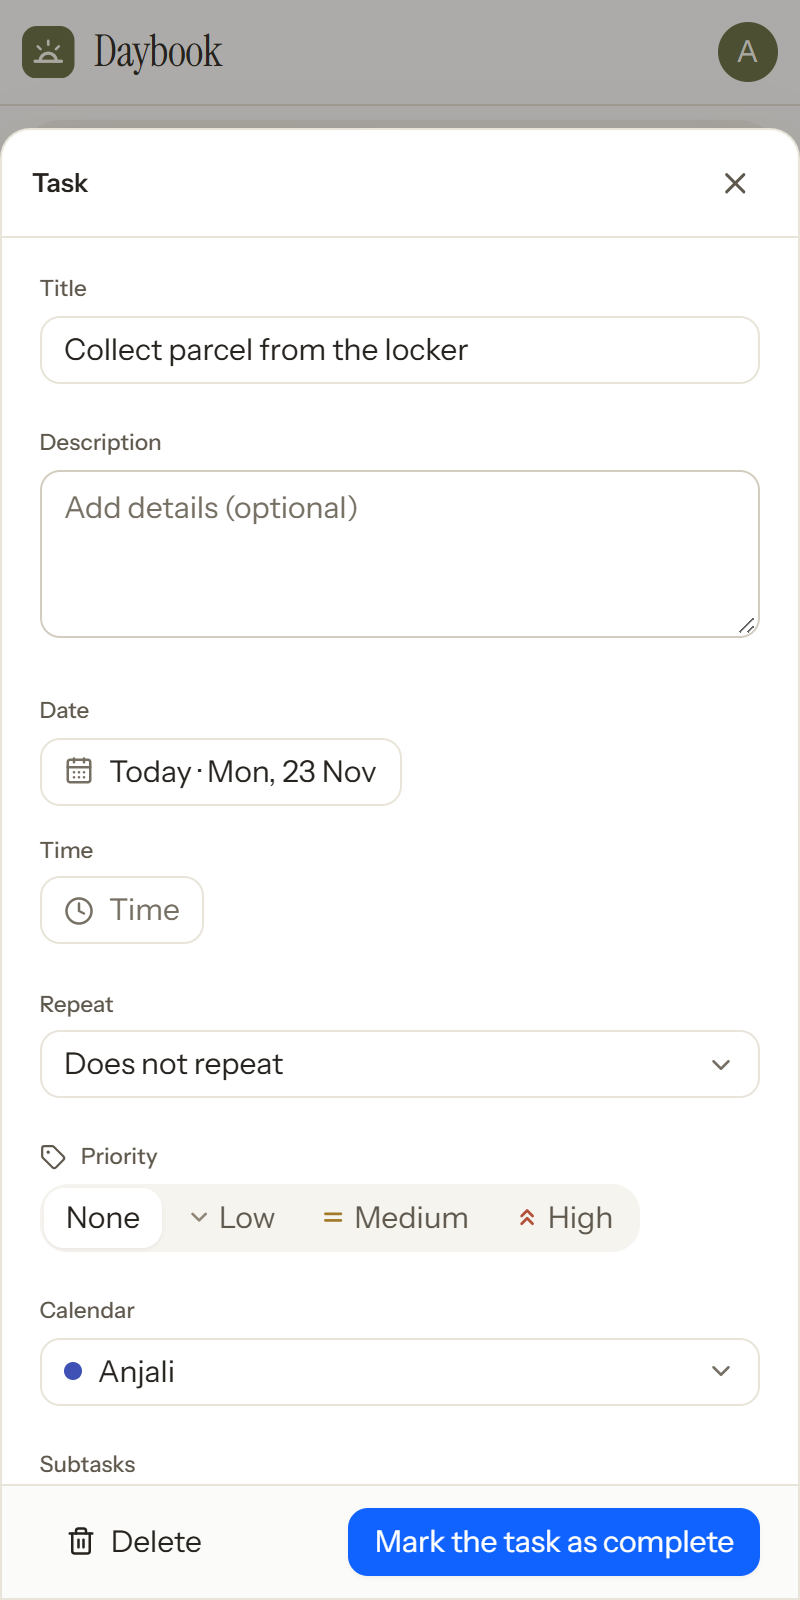 Daybook
A
Task
Title
Collect parcel from the locker
Description
Add details (optional)
Date
Today · Mon, 23 Nov
Time
Time
Repeat
Does not repeat
Priority
None Low Medium High
Calendar
Anjali
Subtasks
Delete Mark the task as complete